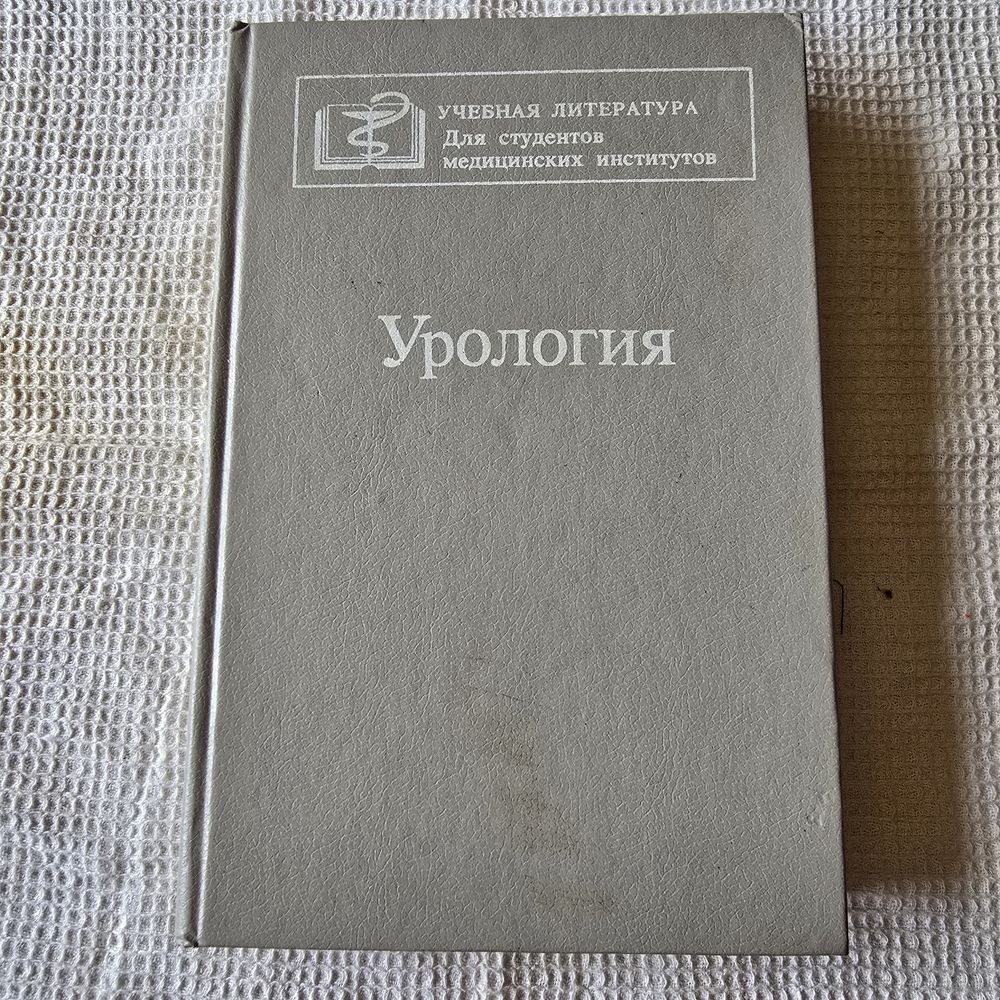 УЧЕБНАЯ ЛИТЕРАТУРА
Для студентов
медицинских институтов
Урология